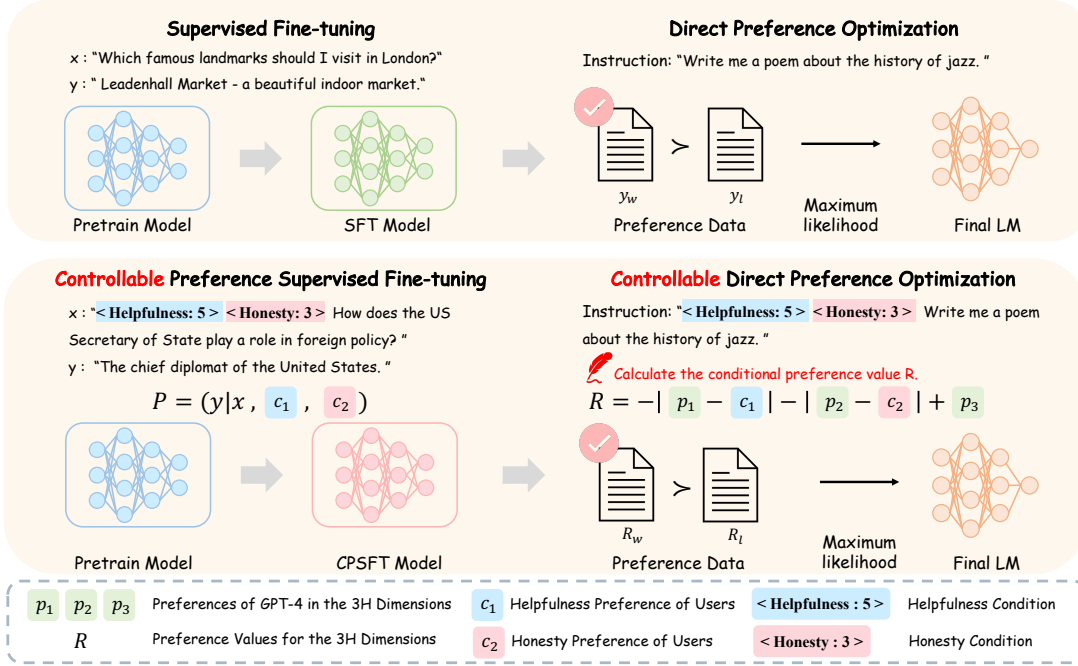 Supervised Fine-tuning
x : "Which famous landmarks should I visit in London?"
y : " Leadenhall Market - a beautiful indoor market."
Pretrain Model
SFT Model
Direct Preference Optimization
Instruction: "Write me a poem about the history of jazz. "
y_w
≻
y_l
Preference Data
Maximum
likelihood
Final LM
Controllable Preference Supervised Fine-tuning
x : "< Helpfulness: 5 > < Honesty: 3 > How does the US
Secretary of State play a role in foreign policy? "
y : "The chief diplomat of the United States. "
P = (y|x , c_1 , c_2 )
Pretrain Model
CPSFT Model
Controllable Direct Preference Optimization
Instruction: "< Helpfulness: 5 > < Honesty: 3 > Write me a poem
about the history of jazz. "
Calculate the conditional preference value R.
R = −| p_1 − c_1 | − | p_2 − c_2 | + p_3
R_w
≻
R_l
Preference Data
Maximum
likelihood
Final LM
p_1 p_2 p_3 Preferences of GPT-4 in the 3H Dimensions
c_1 Helpfulness Preference of Users
< Helpfulness : 5 > Helpfulness Condition
R Preference Values for the 3H Dimensions
c_2 Honesty Preference of Users
< Honesty : 3 > Honesty Condition